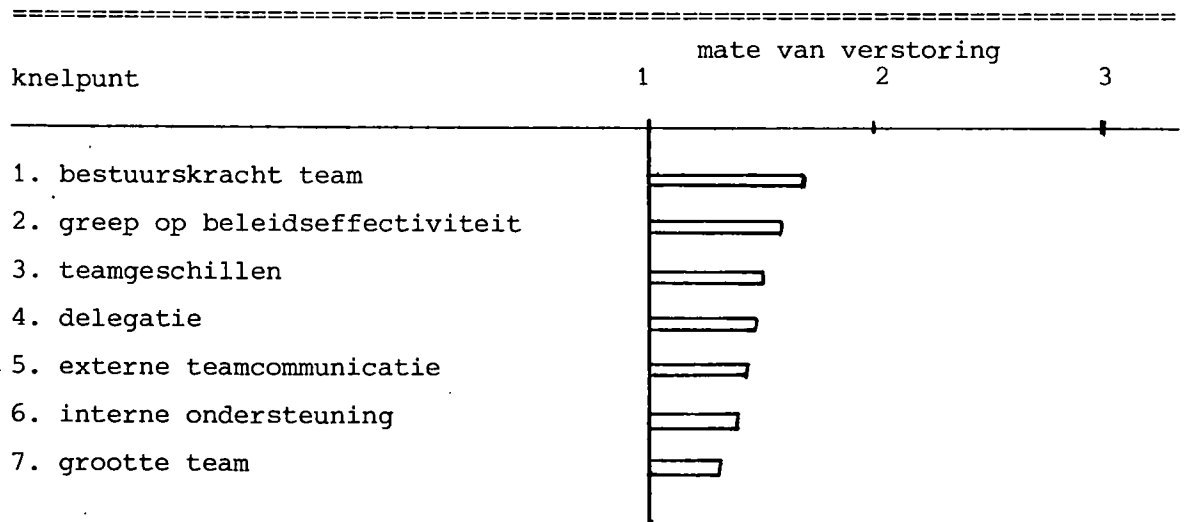 mate van verstoring
knelpunt 1 2 3
1. bestuurskracht team
2. greep op beleidseffectiviteit
3. teamgeschillen
4. delegatie
5. externe teamcommunicatie
6. interne ondersteuning
7. grootte team